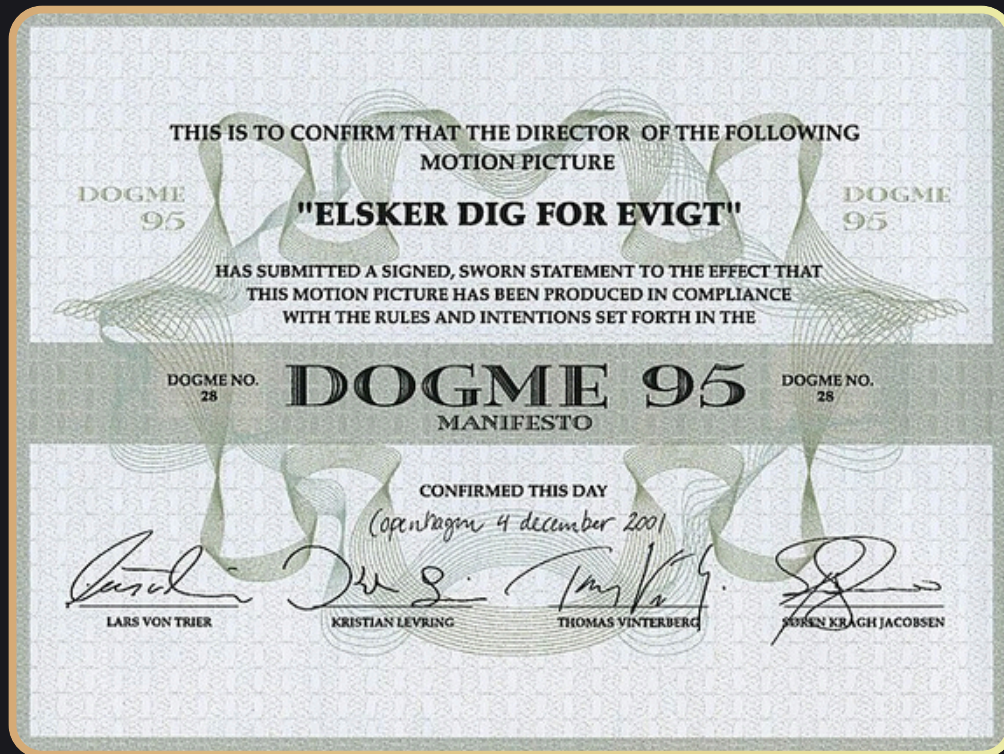 THIS IS TO CONFIRM THAT THE DIRECTOR OF THE FOLLOWING
MOTION PICTURE
DOGME
95
"ELSKER DIG FOR EVIGT"
DOGME
95
HAS SUBMITTED A SIGNED, SWORN STATEMENT TO THE EFFECT THAT
THIS MOTION PICTURE HAS BEEN PRODUCED IN COMPLIANCE
WITH THE RULES AND INTENTIONS SET FORTH IN THE
DOGME NO.
28
DOGME 95
MANIFESTO
DOGME NO.
28
CONFIRMED THIS DAY
Copenhagen 4 december 2001
LARS VON TRIER
KRISTIAN LEVRING
THOMAS VINTERBERG
SØREN KRAGH JACOBSEN